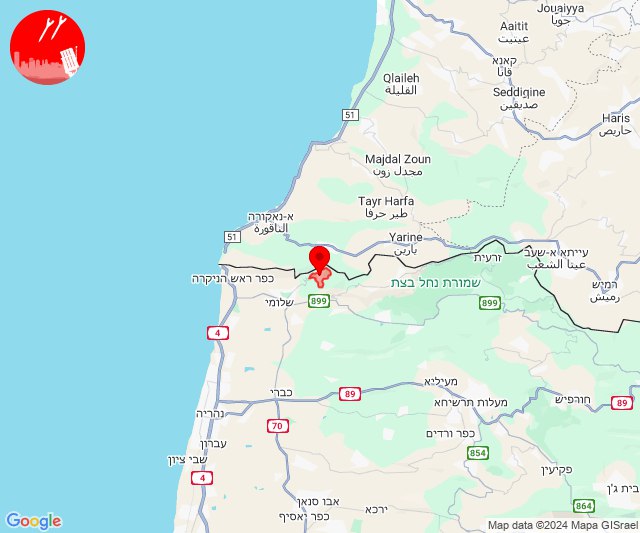 Jouaiyya
جويا
Aaitit
عيتيت
קאנא
قانا
Qlaileh
القليلة
Seddiqine
صديقين
51
Haris
حاريص
Majdal Zoun
مجدل زون
Tayr Harfa
طير حرفا
א-נאקורה
الناقورة
51
Yarine
يارين
עייתא א-שעב
عيتا الشعب
זרעית
רמיש
رميش
כפר ראש הניקרה
שמורת נחל בצת
שלומי
899
899
4
מעיליא
כברי
89
89
חורפיש
מעלות תרשיחא
נהריה
70
כפר ורדים
עברון
854
שבי ציון
פקיעין
4
בית ג'ן
אבו סנאן
ירכא
864
כפר יאסיף
Google
Map data ©2024 Mapa GISrael